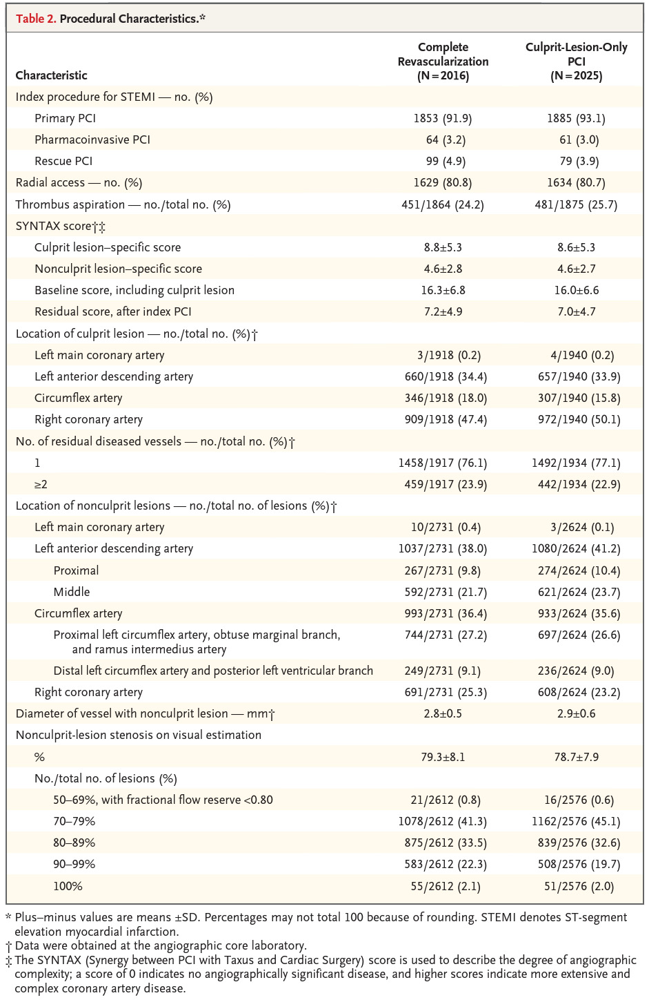 Table 2. Procedural Characteristics.*
Characteristic
Complete Revascularization (N=2016)
Culprit-Lesion-Only PCI (N=2025)
Index procedure for STEMI — no. (%)
Primary PCI 1853 (91.9) 1885 (93.1)
Pharmacoinvasive PCI 64 (3.2) 61 (3.0)
Rescue PCI 99 (4.9) 79 (3.9)
Radial access — no. (%) 1629 (80.8) 1634 (80.7)
Thrombus aspiration — no./total no. (%) 451/1864 (24.2) 481/1875 (25.7)
SYNTAX score†‡
Culprit lesion–specific score 8.8±5.3 8.6±5.3
Nonculprit lesion–specific score 4.6±2.8 4.6±2.7
Baseline score, including culprit lesion 16.3±6.8 16.0±6.6
Residual score, after index PCI 7.2±4.9 7.0±4.7
Location of culprit lesion — no./total no. (%)†
Left main coronary artery 3/1918 (0.2) 4/1940 (0.2)
Left anterior descending artery 660/1918 (34.4) 657/1940 (33.9)
Circumflex artery 346/1918 (18.0) 307/1940 (15.8)
Right coronary artery 909/1918 (47.4) 972/1940 (50.1)
No. of residual diseased vessels — no./total no. (%)†
1 1458/1917 (76.1) 1492/1934 (77.1)
≥2 459/1917 (23.9) 442/1934 (22.9)
Location of nonculprit lesions — no./total no. of lesions (%)†
Left main coronary artery 10/2731 (0.4) 3/2624 (0.1)
Left anterior descending artery 1037/2731 (38.0) 1080/2624 (41.2)
Proximal 267/2731 (9.8) 274/2624 (10.4)
Middle 592/2731 (21.7) 621/2624 (23.7)
Circumflex artery 993/2731 (36.4) 933/2624 (35.6)
Proximal left circumflex artery, obtuse marginal branch, 744/2731 (27.2) 697/2624 (26.6)
and ramus intermedius artery
Distal left circumflex artery and posterior left ventricular branch 249/2731 (9.1) 236/2624 (9.0)
Right coronary artery 691/2731 (25.3) 608/2624 (23.2)
Diameter of vessel with nonculprit lesion — mm† 2.8±0.5 2.9±0.6
Nonculprit-lesion stenosis on visual estimation
% 79.3±8.1 78.7±7.9
No./total no. of lesions (%)
50–69%, with fractional flow reserve <0.80 21/2612 (0.8) 16/2576 (0.6)
70–79% 1078/2612 (41.3) 1162/2576 (45.1)
80–89% 875/2612 (33.5) 839/2576 (32.6)
90–99% 583/2612 (22.3) 508/2576 (19.7)
100% 55/2612 (2.1) 51/2576 (2.0)
* Plus–minus values are means ±SD. Percentages may not total 100 because of rounding. STEMI denotes ST-segment
elevation myocardial infarction.
† Data were obtained at the angiographic core laboratory.
‡ The SYNTAX (Synergy between PCI with Taxus and Cardiac Surgery) score is used to describe the degree of angiographic
complexity; a score of 0 indicates no angiographically significant disease, and higher scores indicate more extensive and
complex coronary artery disease.